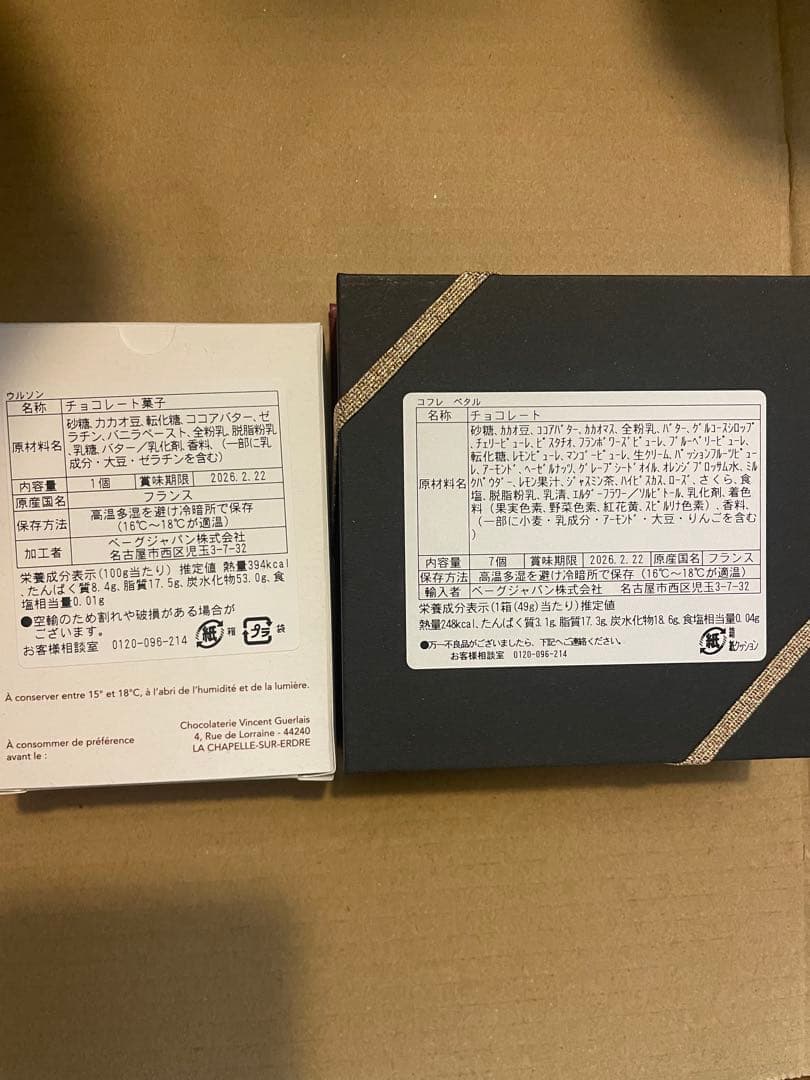 ウルソン
名称 チョコレート菓子
原材料名 砂糖、カカオ豆、転化糖、ココアバター、ゼ
ラチン、バニラペースト、全粉乳、脱脂粉乳
、乳糖、バター／乳化剤、香料、（一部に乳
成分・大豆・ゼラチンを含む）
内容量 1個 賞味期限 2026.2.22
原産国名 フランス
保存方法 高温多湿を避け冷暗所で保存
（16℃～18℃が適温）
加工者 ベーグジャパン株式会社
名古屋市西区児玉3-7-32
栄養成分表示（100g当たり）推定値 熱量394kcal
、たんぱく質8.4g、脂質17.5g、炭水化物53.0g、食
塩相当量0.01g
●空輸のため割れや破損がある場合が
ございます。
お客様相談室 0120-096-214 紙 箱 プラ 袋
À conserver entre 15° et 18°C, à l'abri de l'humidité et de la lumière.
À consommer de préférence
avant le :
Chocolaterie Vincent Guerlais
4, Rue de Lorraine - 44240
LA CHAPELLE-SUR-ERDRE
コフレ ペタル
名称 チョコレート
原材料名 砂糖、カカオ豆、ココアバター、カカオマス、全粉乳、バター、グルコースシロップ
、チェリーピューレ、ピスタチオ、フランボワーズピューレ、ブルーベリーピューレ、
転化糖、レモンピューレ、マンゴーピューレ、生クリーム、パッションフルーツピュー
レ、アーモンド、ヘーゼルナッツ、グレープシードオイル、オレンジブロッサム水、ミル
クパウダー、レモン果汁、ジャスミン茶、ハイビスカス、ローズ、さくら、食
塩、脱脂粉乳、乳清、エルダーフラワー／ソルビトール、乳化剤、着色
料（果実色素、野菜色素、紅花黄、スピルリナ色素）、香料、
（一部に小麦・乳成分・アーモンド・大豆・りんごを含む
）
内容量 7個 賞味期限 2026.2.22 原産国名 フランス
保存方法 高温多湿を避け冷暗所で保存（16℃～18℃が適温）
輸入者 ベーグジャパン株式会社 名古屋市西区児玉3-7-32
栄養成分表示（1箱（49g）当たり）推定値
熱量248kcal、たんぱく質3.1g、脂質17.3g、炭水化物18.6g、食塩相当量0.04g
●万一不良品がございましたら、下記へご連絡ください。
お客様相談室 0120-096-214
紙 箱
クッション